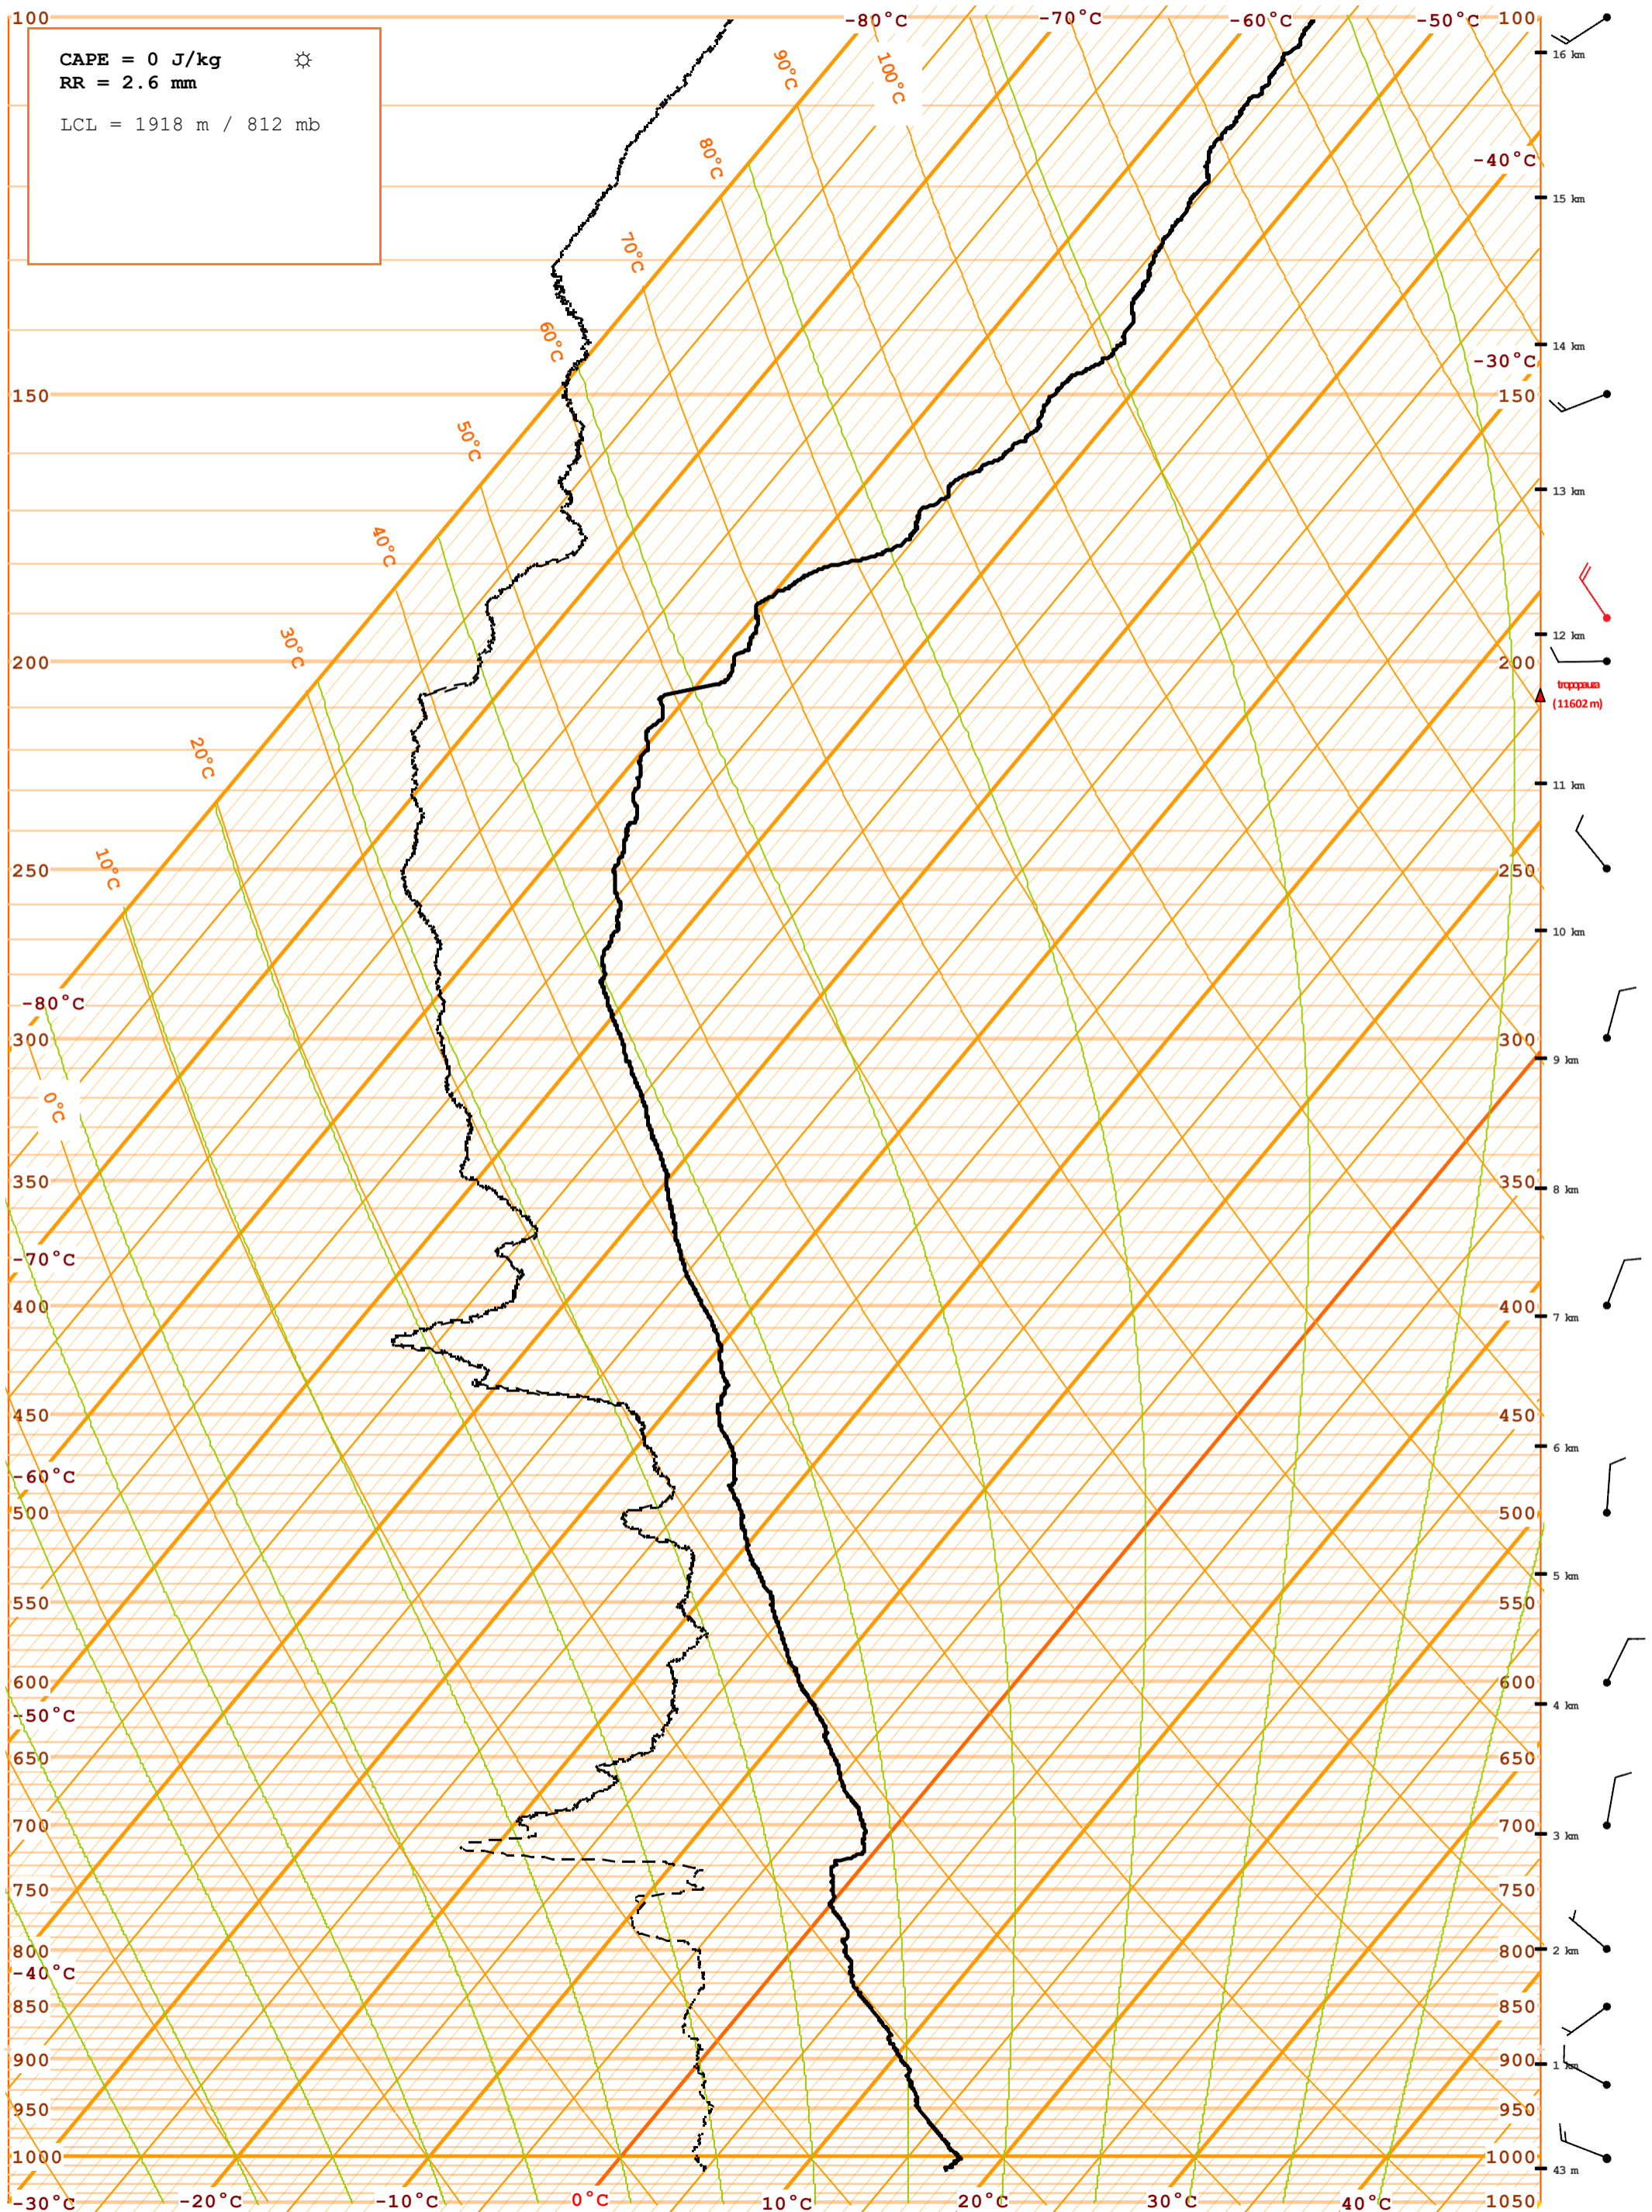 100 -80°C -70°C -60°C -50°C 100
CAPE = 0 J/kg ☼
RR = 2.6 mm
LCL = 1918 m / 812 mb
16 km
90°C 100°C
80°C -40°C
15 km
70°C
60°C 14 km
-30°C
150 150
50°C
13 km
40°C
30°C 12 km
200 200
tropopauza
(11602 m)
20°C 11 km
10°C
250 250
10 km
-80°C
300 300
9 km
0°C
350 350
8 km
-70°C
400 400
7 km
450 450
6 km
-60°C
500 500
5 km
550 550
600 600
4 km
-50°C
650 650
700 700
3 km
750 750
800 800 2 km
-40°C
850 850
900 900
1 km
950 950
1000 1000
43 m
-30°C -20°C -10°C 0°C 10°C 20°C 30°C 40°C 1050